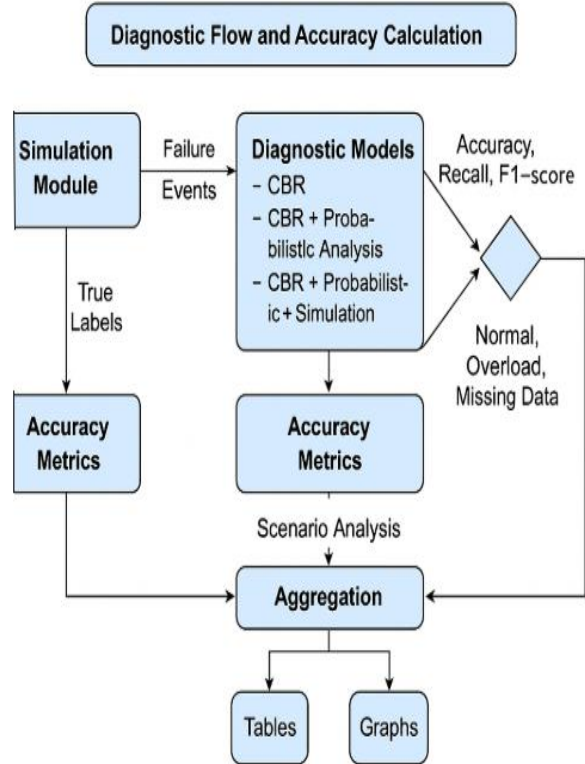 Diagnostic Flow and Accuracy Calculation
Simulation
Module
Failure
Events
Diagnostic Models
– CBR
– CBR + Proba-
bilistic Analysis
– CBR + Probabilist-
ic + Simulation
Accuracy,
Recall, F1–score
True
Labels
Normal,
Overload,
Missing Data
Accuracy
Metrics
Accuracy
Metrics
Scenario Analysis
Aggregation
Tables
Graphs